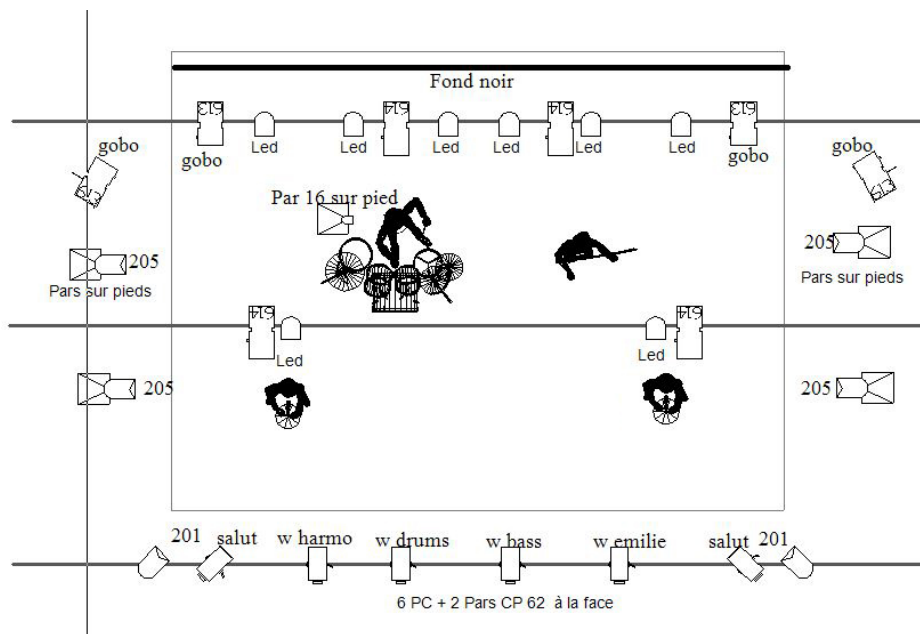 Fond noir
613 614 614 613
Led Led Led Led Led Led
gobo gobo gobo gobo
613 613
Par 16 sur pied
205 205
Pars sur pieds Pars sur pieds
614 614
Led Led
205 205
201 salut w harmo w drums w bass w emilie salut 201
6 PC + 2 Pars CP 62 à la face